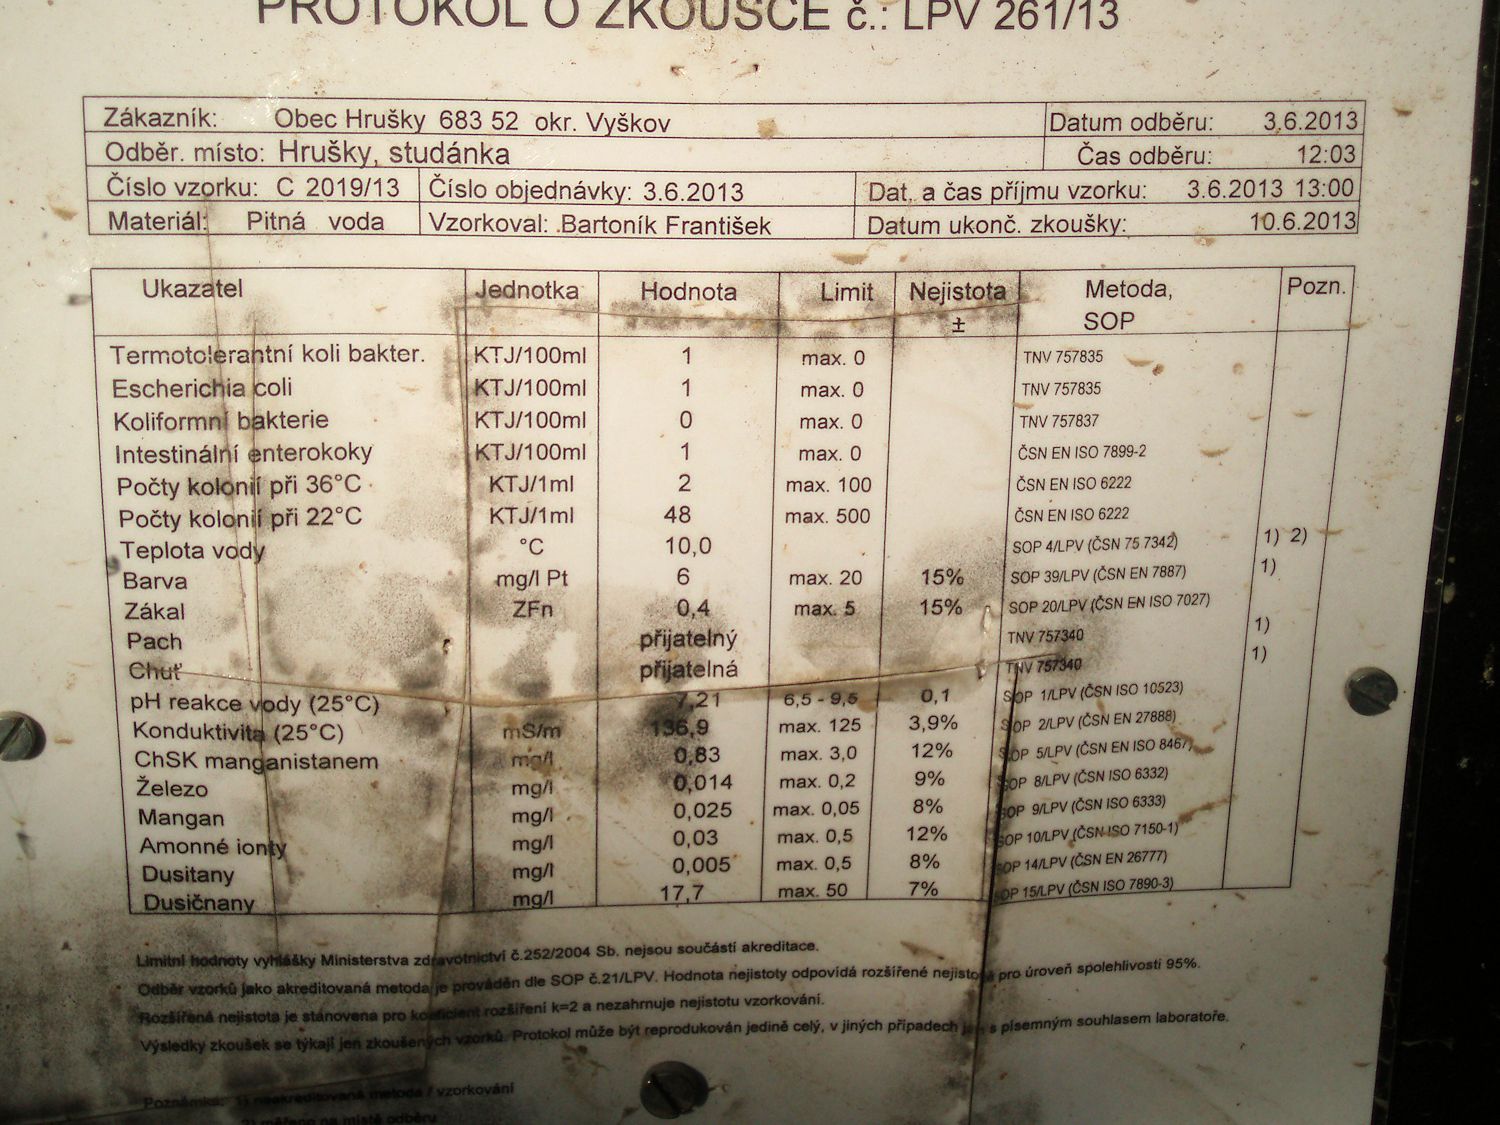 PROTOKOL O ZKOUŠCE č.: LPV 261/13
Zákazník: Obec Hrušky 683 52 okr. Vyškov Datum odběru: 3.6.2013
Odběr. místo: Hrušky, studánka Čas odběru: 12:03
Číslo vzorku: C 2019/13 Číslo objednávky: 3.6.2013 Dat. a čas příjmu vzorku: 3.6.2013 13:00
Materiál: Pitná voda Vzorkoval: Bartoník František Datum ukonč. zkoušky: 10.6.2013
Ukazatel Jednotka Hodnota Limit Nejistota Metoda, Pozn.
± SOP
Termotolerantní koli bakter. KTJ/100ml 1 max. 0 TNV 757835
Escherichia coli KTJ/100ml 1 max. 0 TNV 757835
Koliformní bakterie KTJ/100ml 0 max. 0 TNV 757837
Intestinální enterokoky KTJ/100ml 1 max. 0 ČSN EN ISO 7899-2
Počty kolonií při 36°C KTJ/1ml 2 max. 100 ČSN EN ISO 6222
Počty kolonií při 22°C KTJ/1ml 48 max. 500 ČSN EN ISO 6222
Teplota vody °C 10,0 SOP 4/LPV (ČSN 75 7342) 1) 2)
Barva mg/l Pt 6 max. 20 15% SOP 39/LPV (ČSN EN 7887) 1)
Zákal ZFn 0,4 max. 5 15% SOP 20/LPV (ČSN EN ISO 7027)
Pach přijatelný TNV 757340 1)
Chuť přijatelná TNV 757340 1)
pH reakce vody (25°C) 7,21 6,5 - 9,5 0,1 SOP 1/LPV (ČSN ISO 10523)
Konduktivita (25°C) mS/m 136,9 max. 125 3,9% SOP 2/LPV (ČSN EN 27888)
ChSK manganistanem mg/l 0,83 max. 3,0 12% SOP 5/LPV (ČSN EN ISO 8467)
Železo mg/l 0,014 max. 0,2 9% SOP 8/LPV (ČSN ISO 6332)
Mangan mg/l 0,025 max. 0,05 8% SOP 9/LPV (ČSN ISO 6333)
Amonné ionty mg/l 0,03 max. 0,5 12% SOP 10/LPV (ČSN ISO 7150-1)
Dusitany mg/l 0,005 max. 0,5 8% SOP 14/LPV (ČSN EN 26777)
Dusičnany mg/l 17,7 max. 50 7% SOP 15/LPV (ČSN ISO 7890-3)
Limitní hodnoty vyhlášky Ministerstva zdravotnictví č.252/2004 Sb. nejsou součástí akreditace.
Odběr vzorků jako akreditovaná metoda je prováděn dle SOP č.21/LPV. Hodnota nejistoty odpovídá rozšířené nejistotě pro úroveň spolehlivosti 95%.
Rozšířená nejistota je stanovena pro koeficient rozšíření k=2 a nezahrnuje nejistotu vzorkování.
Výsledky zkoušek se týkají jen zkoušených vzorků. Protokol může být reprodukován jedině celý, v jiných případech jen s písemným souhlasem laboratoře.
Poznámka: 1) neakreditovaná metoda / vzorkování
2) měřeno na místě odběru